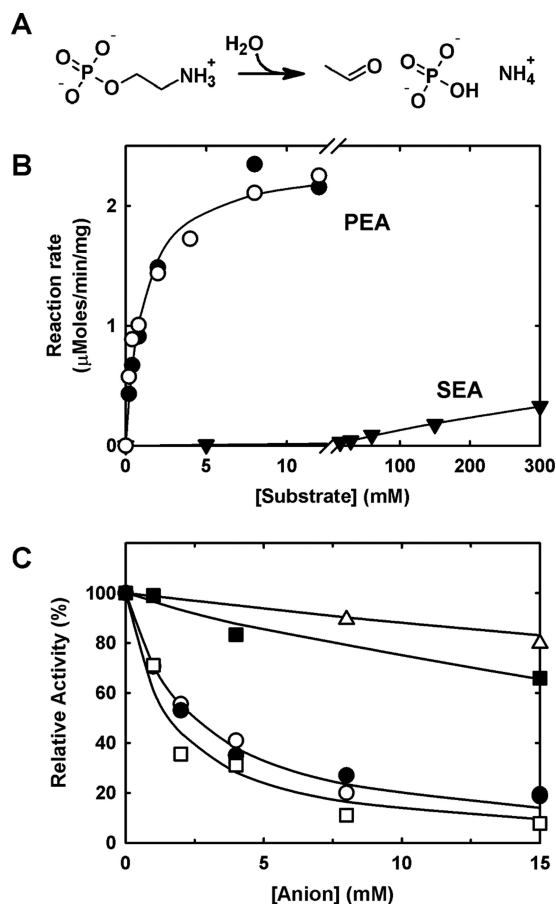 A
O O⁻ P ⁻O O NH₃⁺ H₂O O O O⁻ P ⁻O OH NH₄⁺
B
Reaction rate
(μMoles/min/mg)
2
1
0
PEA
SEA
0 5 10 100 200 300
[Substrate] (mM)
C
Relative Activity (%)
100
80
60
40
20
0
0 5 10 15
[Anion] (mM)